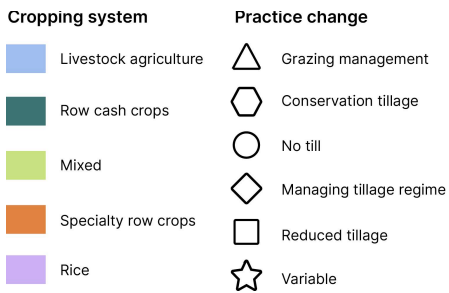 Cropping system
Livestock agriculture
Row cash crops
Mixed
Specialty row crops
Rice
Practice change
Grazing management
Conservation tillage
No till
Managing tillage regime
Reduced tillage
Variable